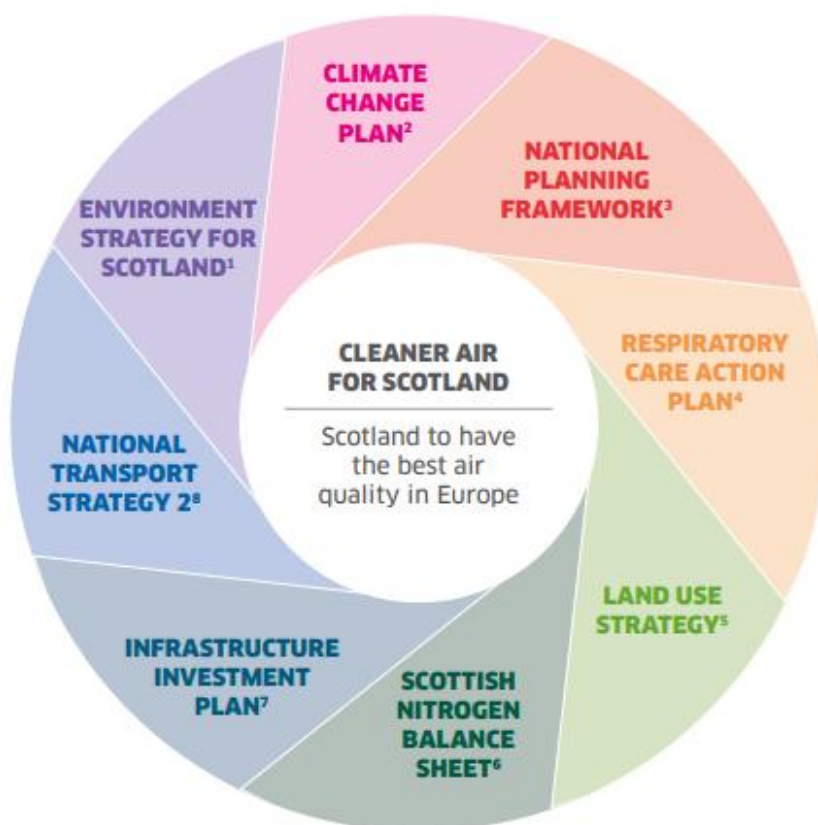 CLIMATE
CHANGE
PLAN²
NATIONAL
PLANNING
FRAMEWORK³
ENVIRONMENT
STRATEGY FOR
SCOTLAND¹
CLEANER AIR
FOR SCOTLAND
Scotland to have
the best air
quality in Europe
RESPIRATORY
CARE ACTION
PLAN⁴
NATIONAL
TRANSPORT
STRATEGY 2⁸
LAND USE
STRATEGY⁵
INFRASTRUCTURE
INVESTMENT
PLAN⁷
SCOTTISH
NITROGEN
BALANCE
SHEET⁶